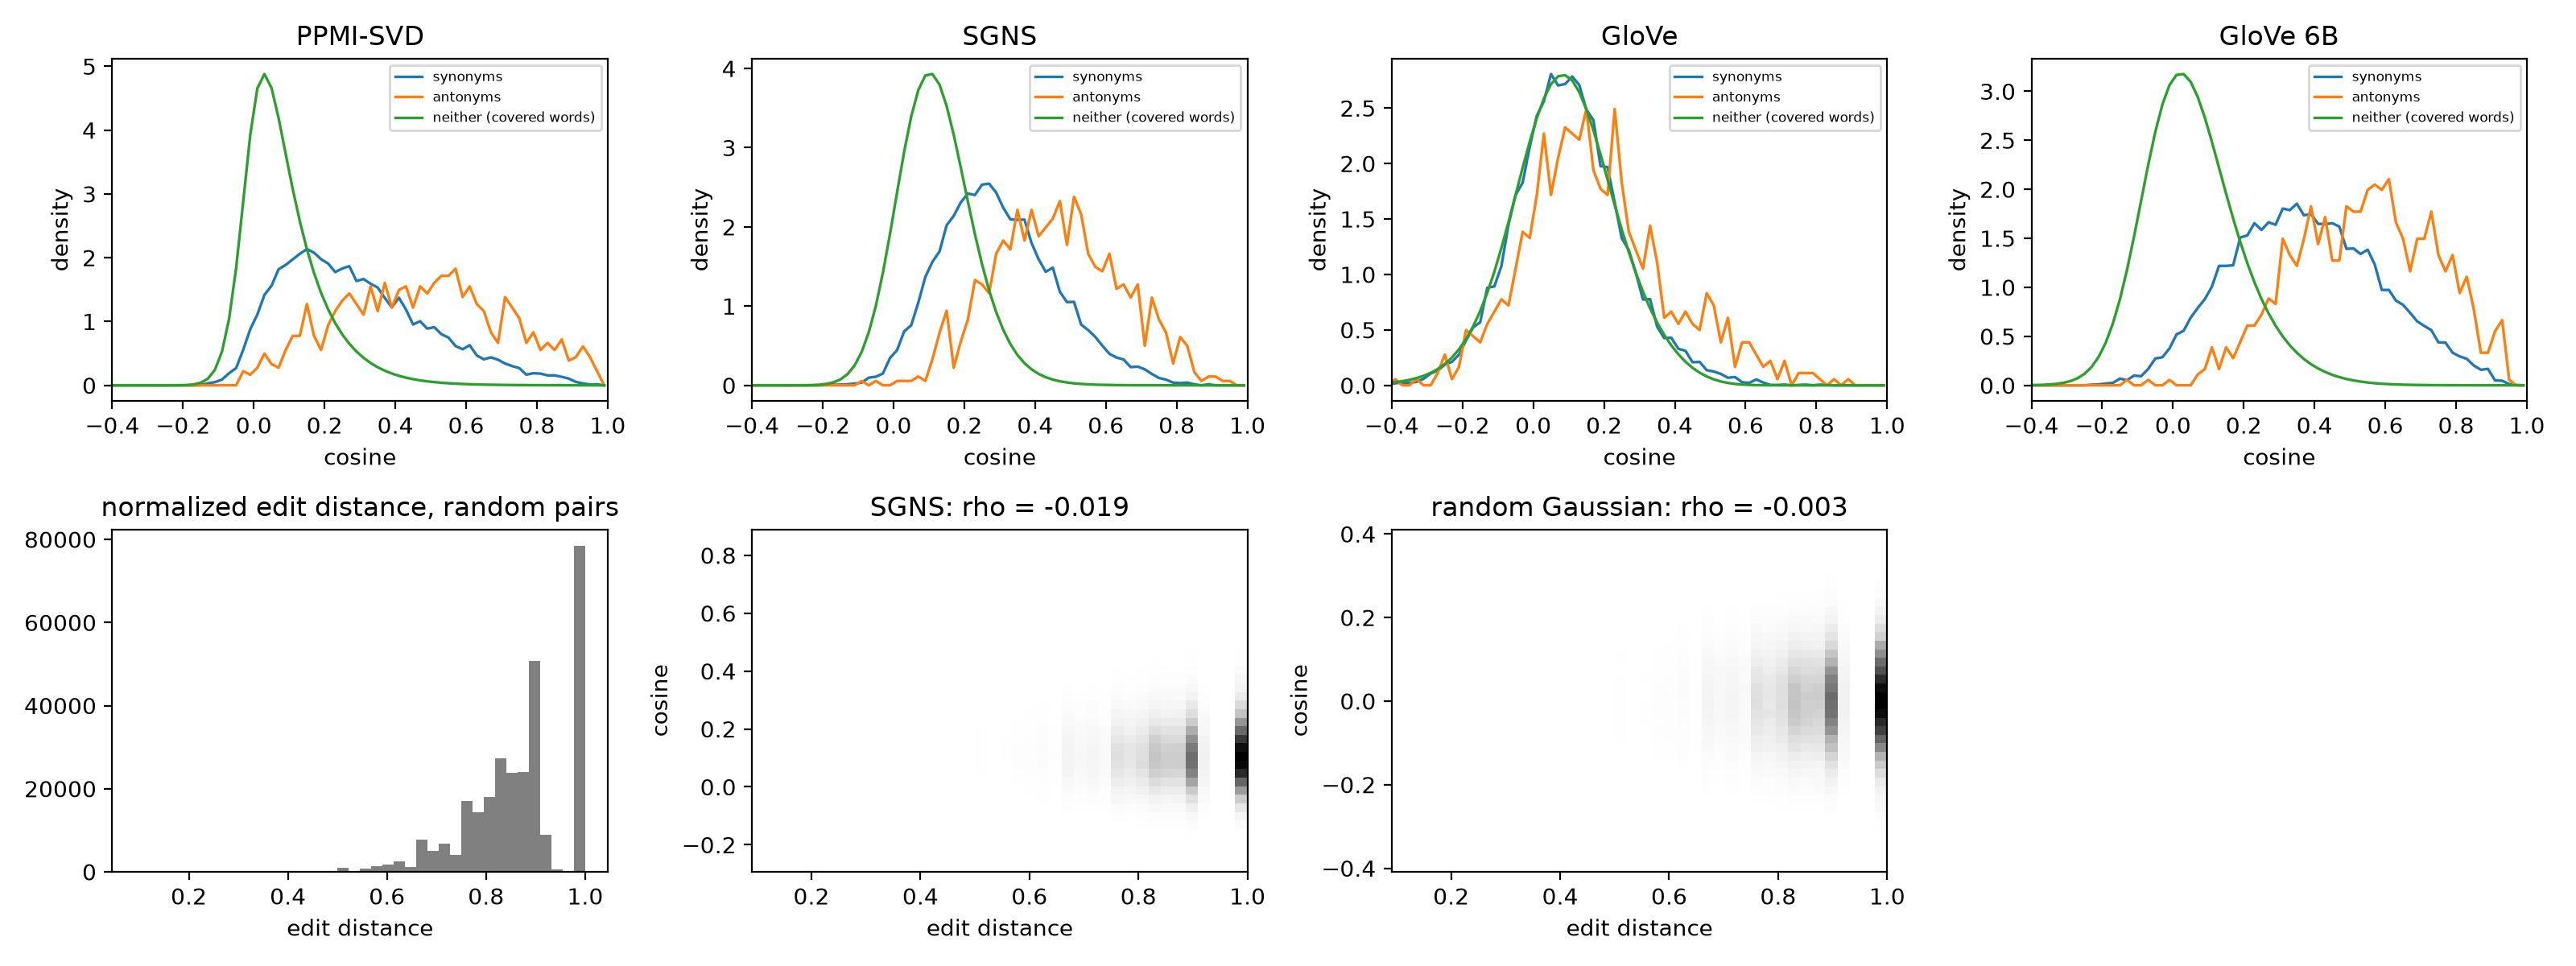 PPMI-SVD
density
5
4
3
2
1
0
synonyms
antonyms
neither (covered words)
−0.4 −0.2 0.0 0.2 0.4 0.6 0.8 1.0
cosine
SGNS
density
4
3
2
1
0
synonyms
antonyms
neither (covered words)
−0.4 −0.2 0.0 0.2 0.4 0.6 0.8 1.0
cosine
GloVe
density
2.5
2.0
1.5
1.0
0.5
0.0
synonyms
antonyms
neither (covered words)
−0.4 −0.2 0.0 0.2 0.4 0.6 0.8 1.0
cosine
GloVe 6B
density
3.0
2.5
2.0
1.5
1.0
0.5
0.0
synonyms
antonyms
neither (covered words)
−0.4 −0.2 0.0 0.2 0.4 0.6 0.8 1.0
cosine
normalized edit distance, random pairs
80000
60000
40000
20000
0
0.2 0.4 0.6 0.8 1.0
edit distance
SGNS: rho = -0.019
cosine
0.8
0.6
0.4
0.2
0.0
−0.2
0.2 0.4 0.6 0.8 1.0
edit distance
random Gaussian: rho = -0.003
cosine
0.4
0.2
0.0
−0.2
−0.4
0.2 0.4 0.6 0.8 1.0
edit distance